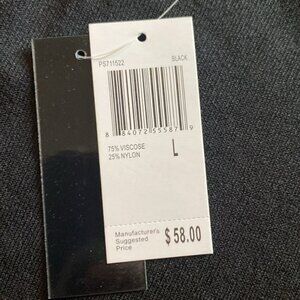 PS711522 BLACK
8 84072 55587 9
75% VISCOSE
25% NYLON
L
Manufacturer's
Suggested
Price
$58.00